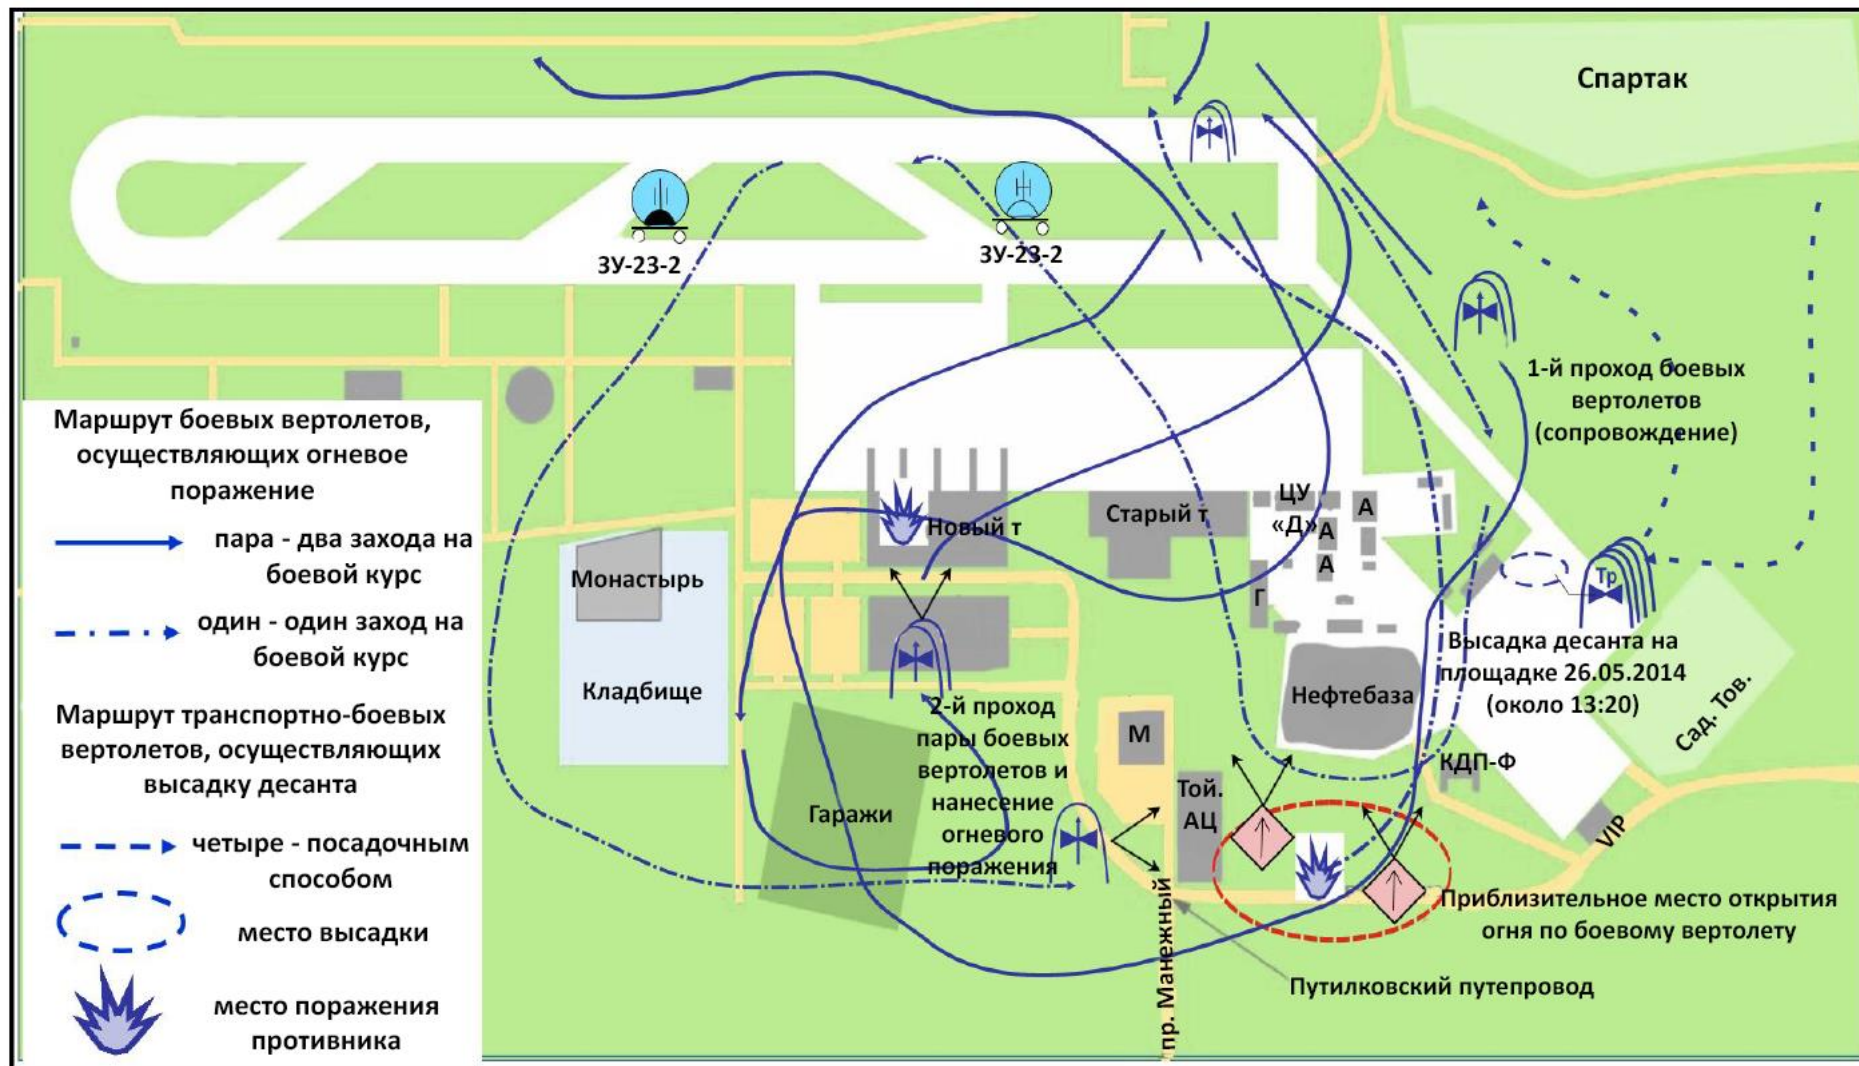 Спартак
ЗУ-23-2
ЗУ-23-2
1-й проход боевых
вертолетов
(сопровождение)
Маршрут боевых вертолетов,
осуществляющих огневое
поражение
пара - два захода на
боевой курс
один - один заход на
боевой курс
Маршрут транспортно-боевых
вертолетов, осуществляющих
высадку десанта
четыре - посадочным
способом
место высадки
место поражения
противника
Монастырь
Кладбище
Новый т
Старый т
ЦУ
«Д»
А
А
А
Г
Тр
Высадка десанта на
площадке 26.05.2014
(около 13:20)
Сад. Тов.
Нефтебаза
КДП-Ф
VIP
М
Той.
АЦ
Гаражи
2-й проход
пары боевых
вертолетов и
нанесение
огневого
поражения
пр. Манежный
Приблизительное место открытия
огня по боевому вертолету
Путилковский путепровод